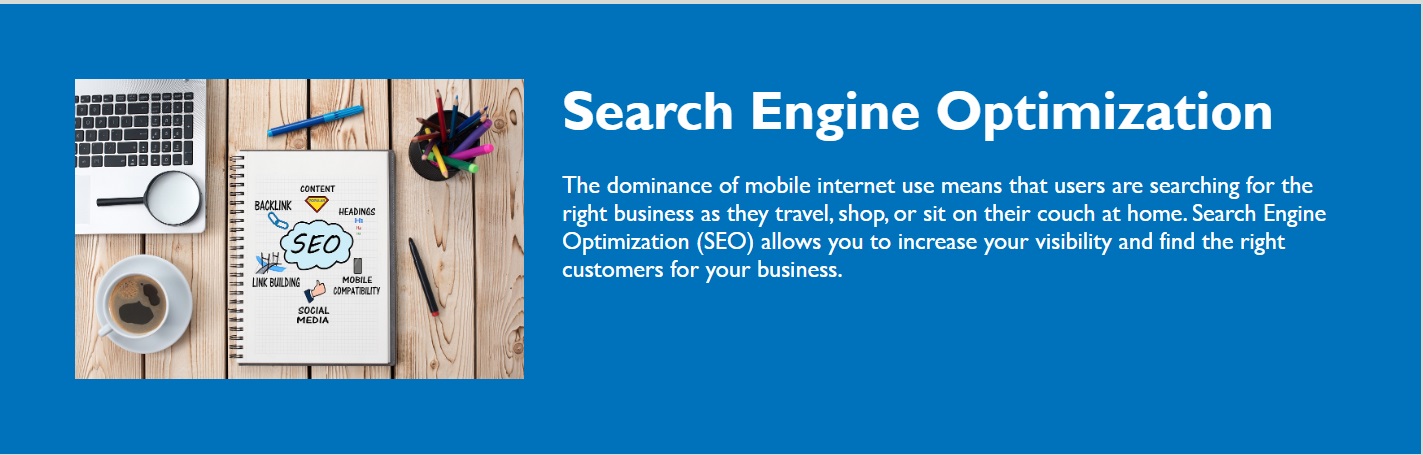 Search Engine Optimization
The dominance of mobile internet use means that users are searching for the
right business as they travel, shop, or sit on their couch at home. Search Engine
Optimization (SEO) allows you to increase your visibility and find the right
customers for your business.
CONTENT
BACKLINK
HEADINGS
SEO
LINK BUILDING
MOBILE
COMPATIBILITY
SOCIAL
MEDIA